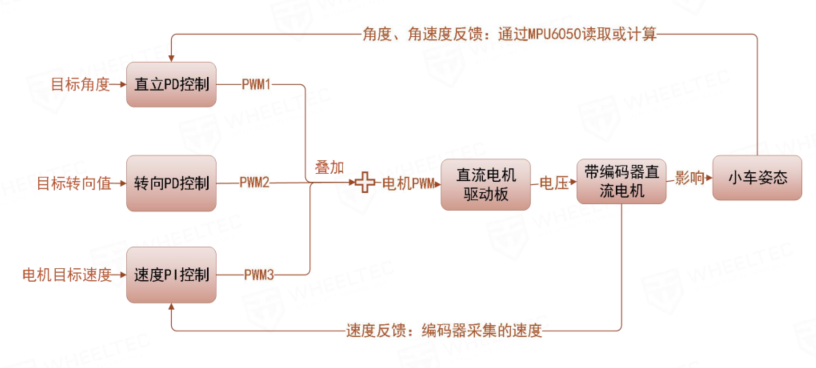 角度、角速度反馈：通过MPU6050读取或计算
目标角度
直立PD控制
PWM1
目标转向值
转向PD控制
PWM2
叠加
电机PWM
直流电机
驱动板
电压
带编码器直
流电机
影响
小车姿态
电机目标速度
速度PI控制
PWM3
速度反馈：编码器采集的速度
WHEELTEC
WHEELTEC
WHEELTEC
WHEELTEC
WHEELTEC